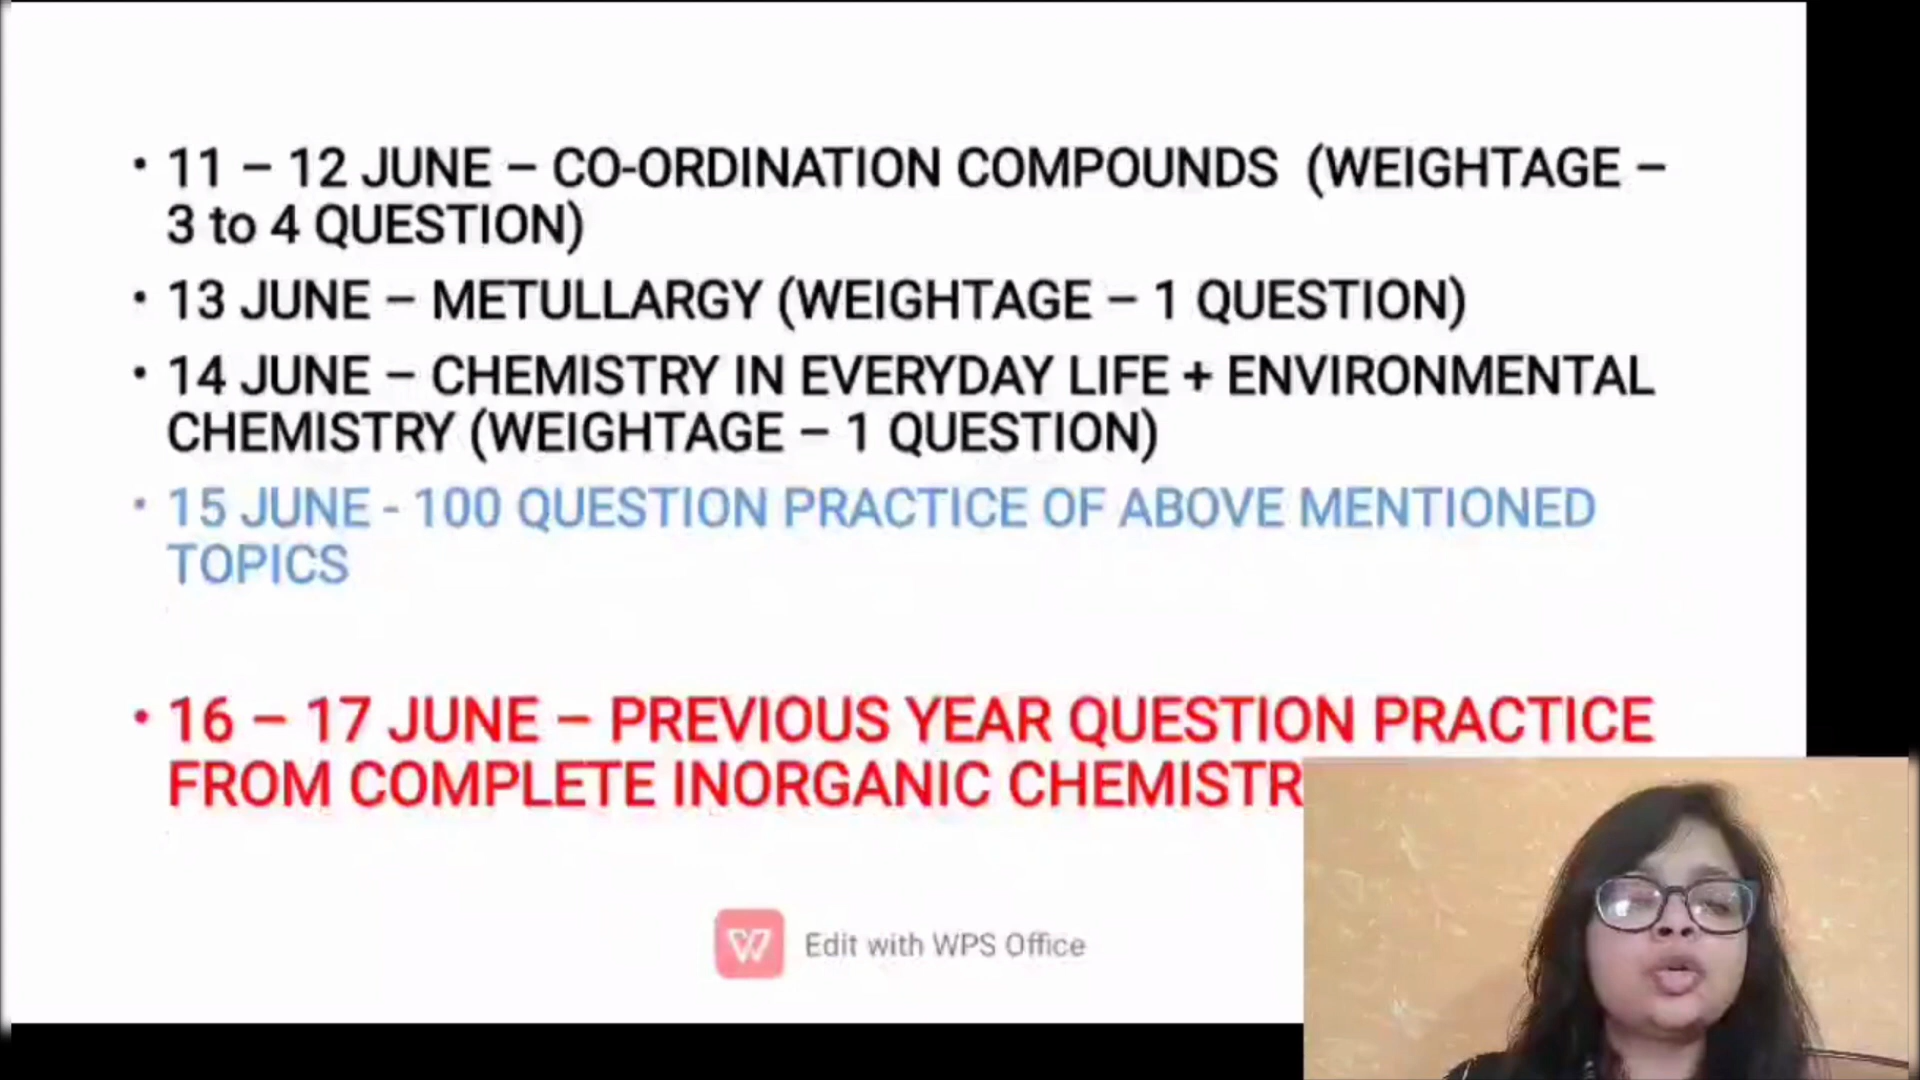 • 11 – 12 JUNE – CO-ORDINATION COMPOUNDS (WEIGHTAGE –
3 to 4 QUESTION)
• 13 JUNE – METULLARGY (WEIGHTAGE – 1 QUESTION)
• 14 JUNE – CHEMISTRY IN EVERYDAY LIFE + ENVIRONMENTAL
CHEMISTRY (WEIGHTAGE – 1 QUESTION)
• 15 JUNE - 100 QUESTION PRACTICE OF ABOVE MENTIONED
TOPICS
• 16 – 17 JUNE – PREVIOUS YEAR QUESTION PRACTICE
FROM COMPLETE INORGANIC CHEMISTR
Edit with WPS Office